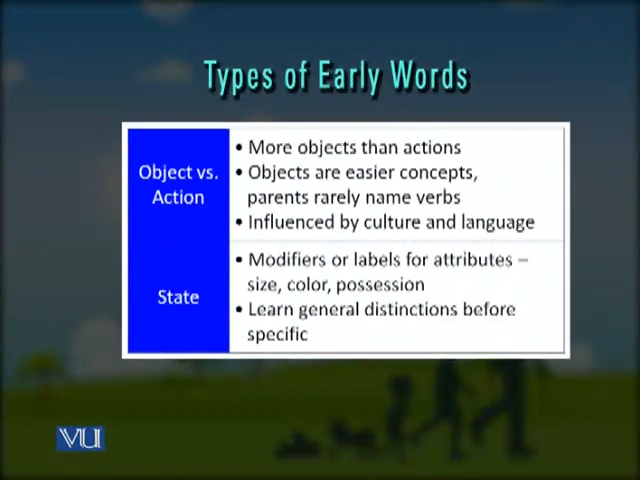 Types of Early Words
Object vs.
Action
• More objects than actions
• Objects are easier concepts,
parents rarely name verbs
• Influenced by culture and language
State
• Modifiers or labels for attributes –
size, color, possession
• Learn general distinctions before
specific
VU